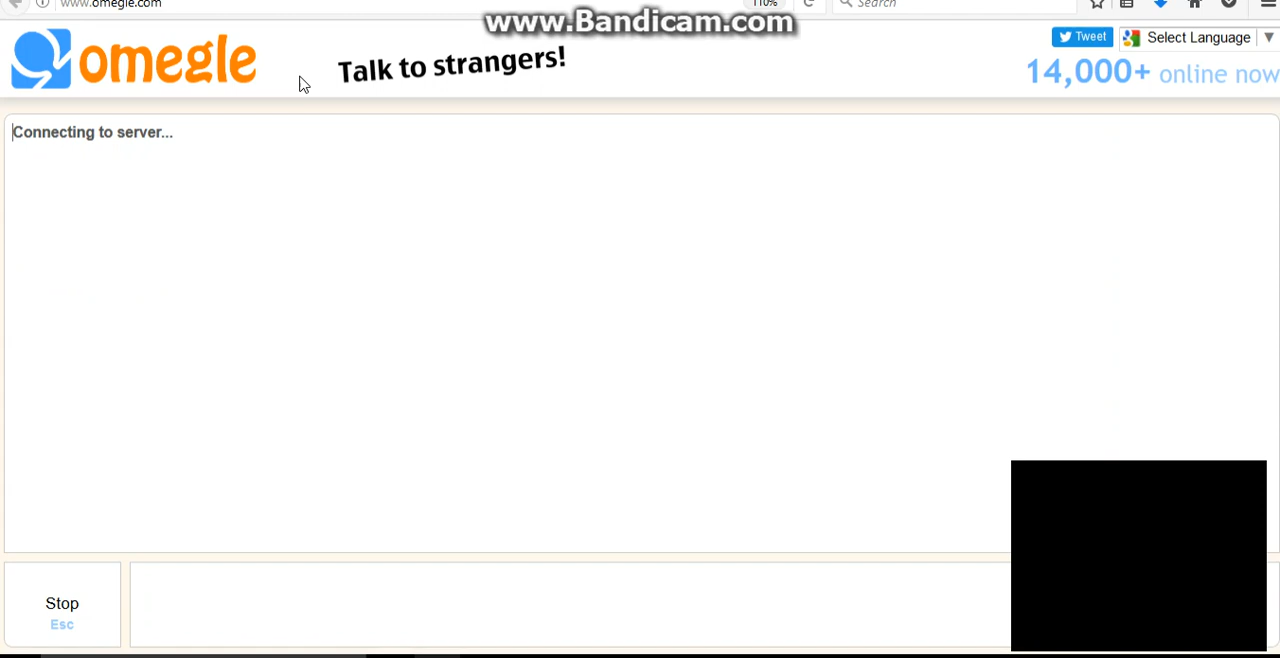 www.omegle.com
110%
Search
www.Bandicam.com
omegle
Talk to strangers!
Tweet
Select Language
14,000+ online now
Connecting to server...
Stop
Esc